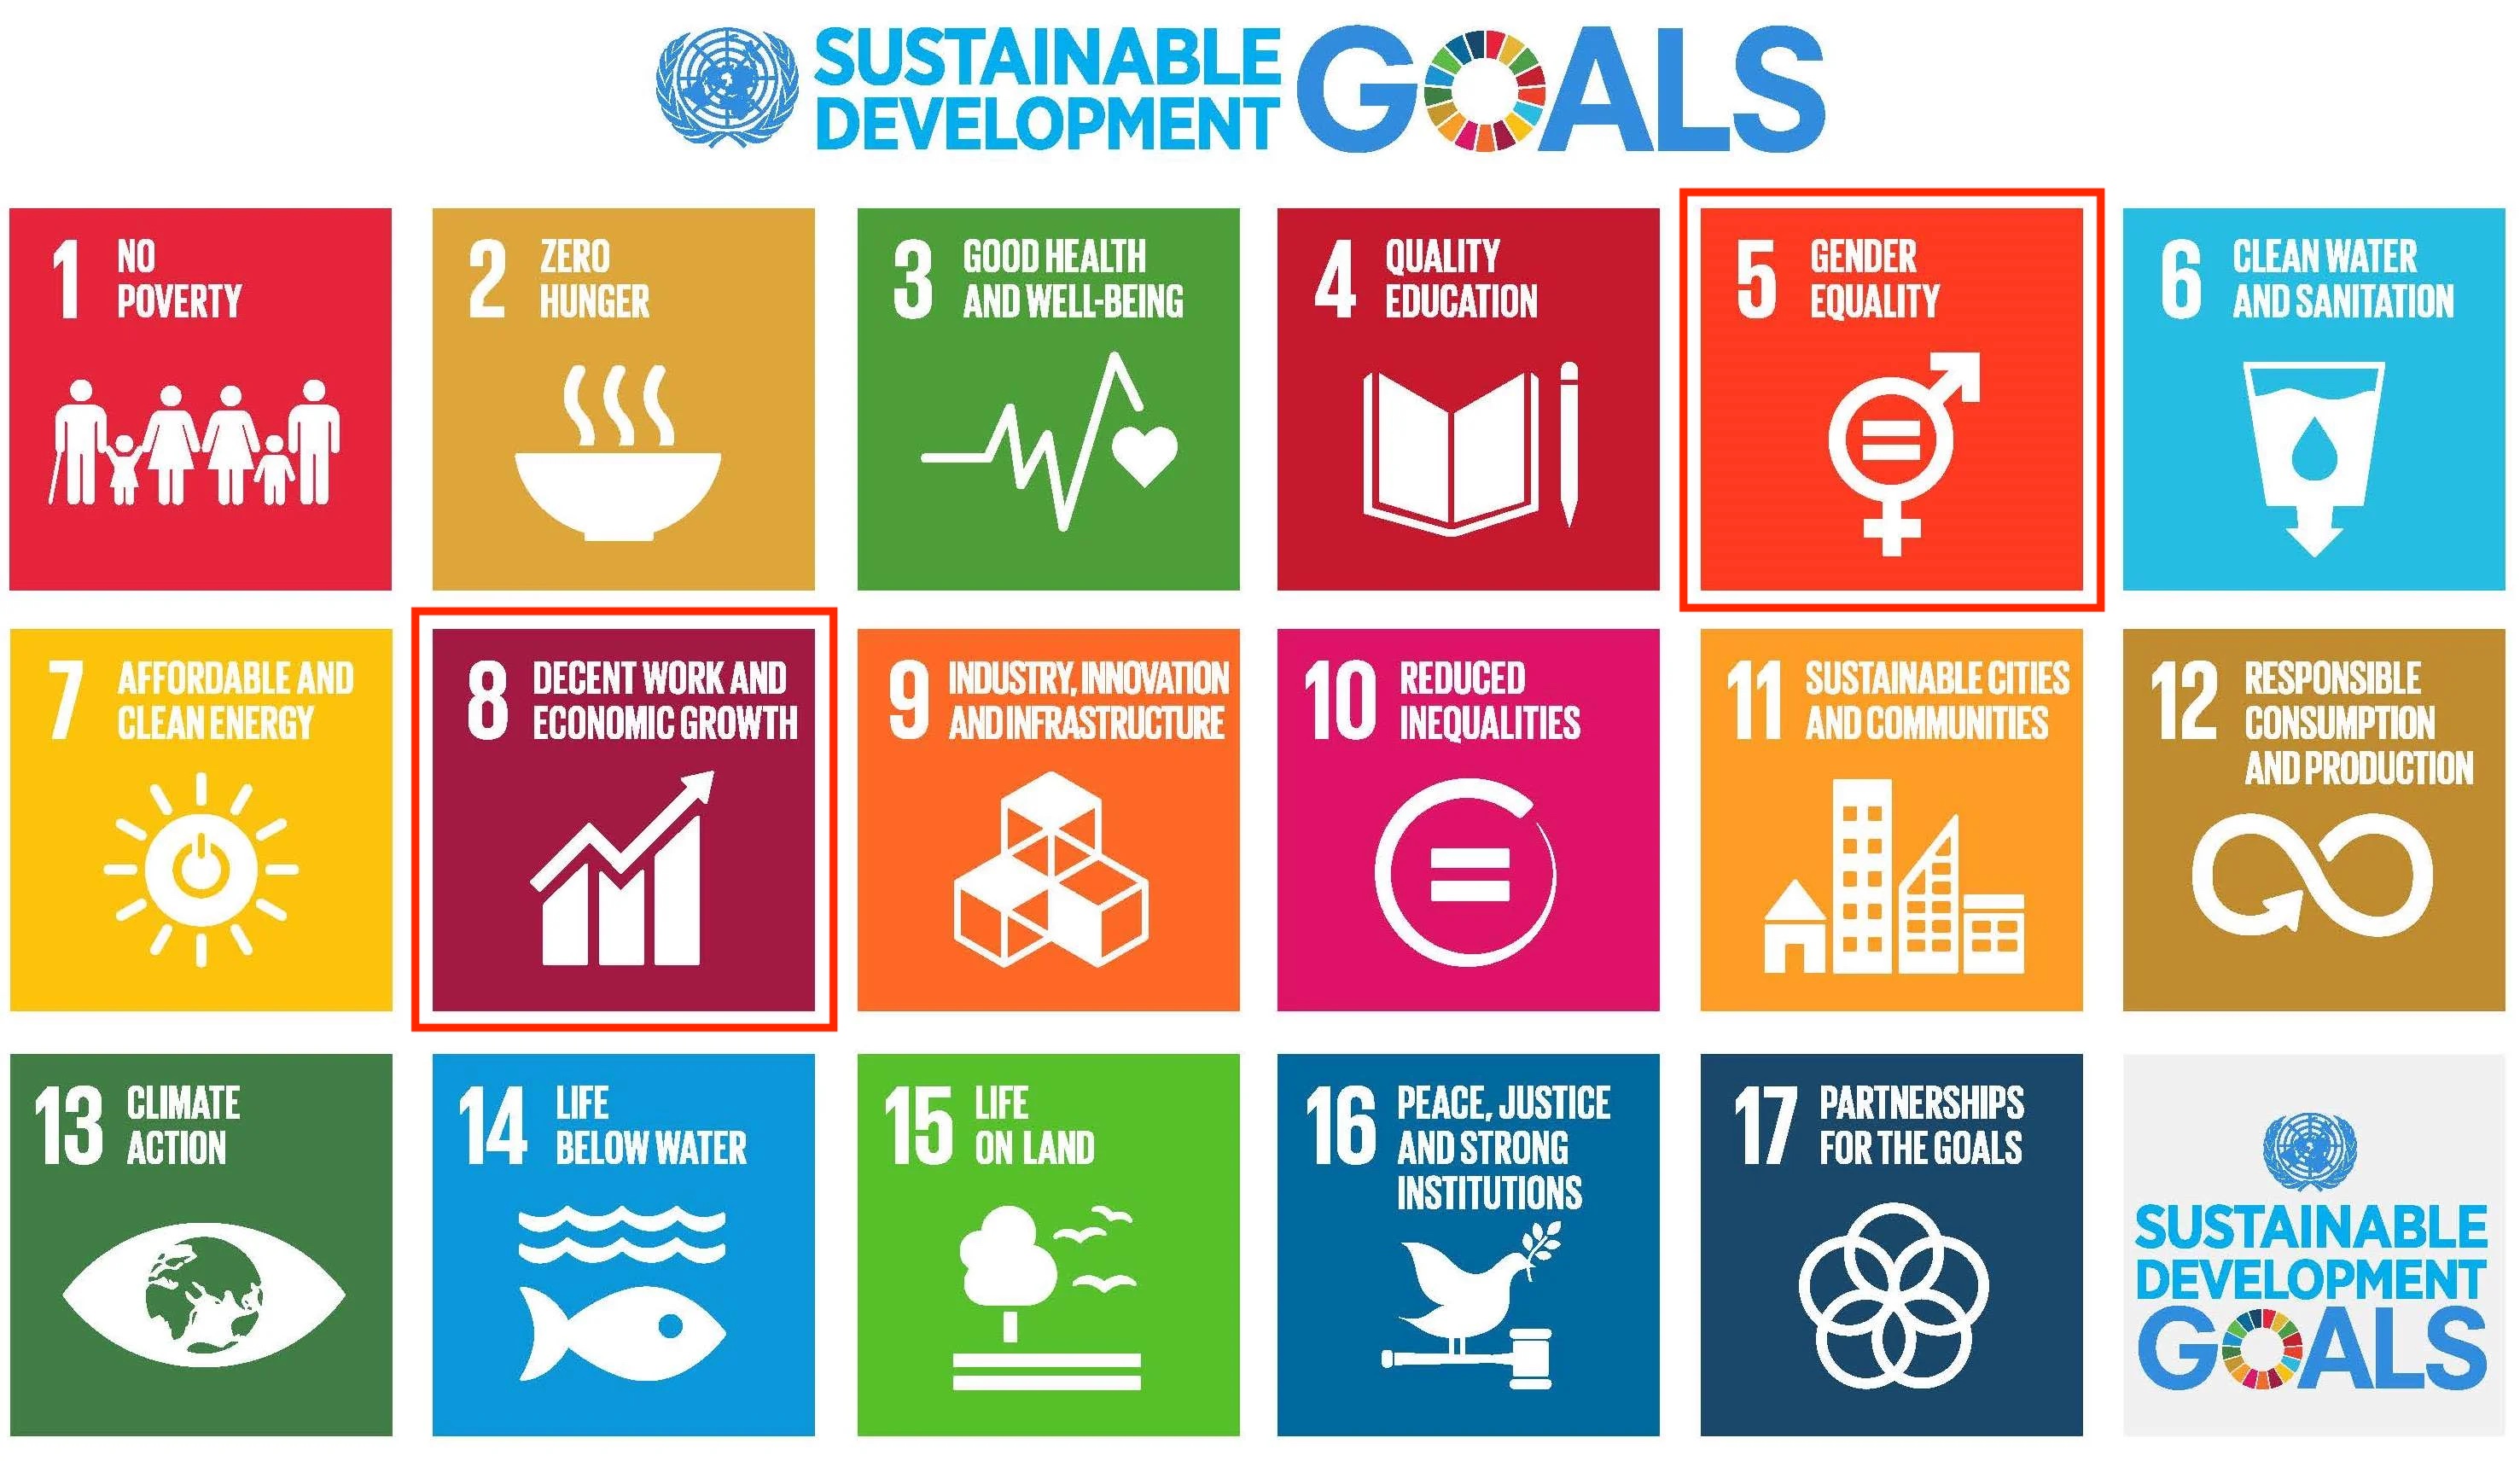 SUSTAINABLE
DEVELOPMENT
GOALS
1
NO
POVERTY
2
ZERO
HUNGER
3
GOOD HEALTH
AND WELL-BEING
4
QUALITY
EDUCATION
5
GENDER
EQUALITY
6
CLEAN WATER
AND SANITATION
7
AFFORDABLE AND
CLEAN ENERGY
8
DECENT WORK AND
ECONOMIC GROWTH
9
INDUSTRY, INNOVATION
AND INFRASTRUCTURE
10
REDUCED
INEQUALITIES
11
SUSTAINABLE CITIES
AND COMMUNITIES
12
RESPONSIBLE
CONSUMPTION
AND PRODUCTION
13
CLIMATE
ACTION
14
LIFE
BELOW WATER
15
LIFE
ON LAND
16
PEACE, JUSTICE
AND STRONG
INSTITUTIONS
17
PARTNERSHIPS
FOR THE GOALS
SUSTAINABLE
DEVELOPMENT
GOALS